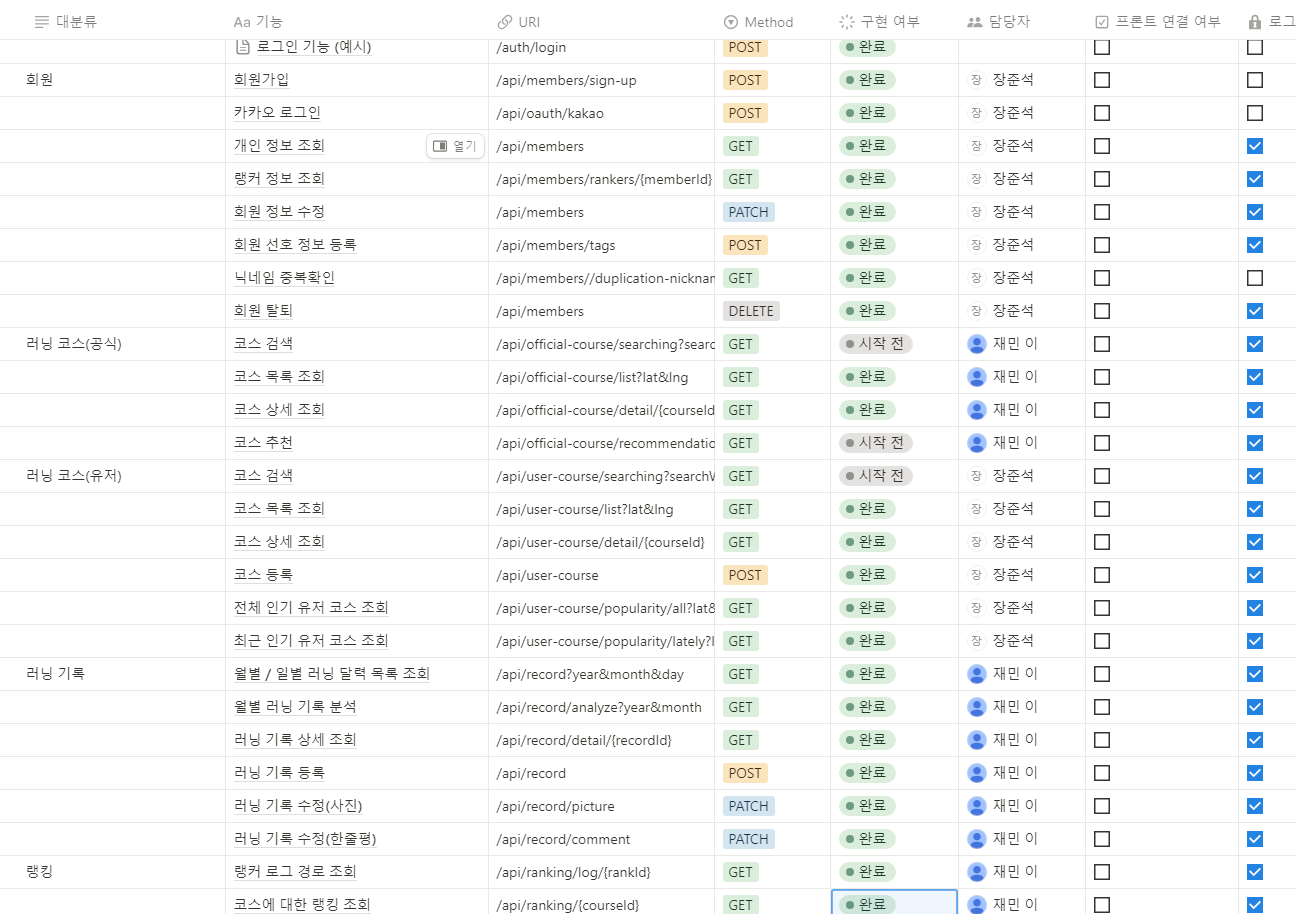 대분류 Aa 기능 URI Method 구현 여부 담당자 프론트 연결 여부 로그
로그인 기능 (예시) /auth/login POST 완료
회원 회원가입 /api/members/sign-up POST 완료 장 장준석
카카오 로그인 /api/oauth/kakao POST 완료 장 장준석
개인 정보 조회 열기 /api/members GET 완료 장 장준석
랭커 정보 조회 /api/members/rankers/{memberId} GET 완료 장 장준석
회원 정보 수정 /api/members PATCH 완료 장 장준석
회원 선호 정보 등록 /api/members/tags POST 완료 장 장준석
닉네임 중복확인 /api/members//duplication-nicknan GET 완료 장 장준석
회원 탈퇴 /api/members DELETE 완료 장 장준석
러닝 코스(공식) 코스 검색 /api/official-course/searching?searc GET 시작 전 재민 이
코스 목록 조회 /api/official-course/list?lat&lng GET 완료 재민 이
코스 상세 조회 /api/official-course/detail/{courseId GET 완료 재민 이
코스 추천 /api/official-course/recommendatio GET 시작 전 재민 이
러닝 코스(유저) 코스 검색 /api/user-course/searching?searchW GET 시작 전 장 장준석
코스 목록 조회 /api/user-course/list?lat&lng GET 완료 장 장준석
코스 상세 조회 /api/user-course/detail/{courseId} GET 완료 장 장준석
코스 등록 /api/user-course POST 완료 장 장준석
전체 인기 유저 코스 조회 /api/user-course/popularity/all?lat& GET 완료 장 장준석
최근 인기 유저 코스 조회 /api/user-course/popularity/lately?l GET 완료 장 장준석
러닝 기록 월별 / 일별 러닝 달력 목록 조회 /api/record?year&month&day GET 완료 재민 이
월별 러닝 기록 분석 /api/record/analyze?year&month GET 완료 재민 이
러닝 기록 상세 조회 /api/record/detail/{recordId} GET 완료 재민 이
러닝 기록 등록 /api/record POST 완료 재민 이
러닝 기록 수정(사진) /api/record/picture PATCH 완료 재민 이
러닝 기록 수정(한줄평) /api/record/comment PATCH 완료 재민 이
랭킹 랭커 로그 경로 조회 /api/ranking/log/{rankId} GET 완료 재민 이
코스에 대한 랭킹 조회 /api/ranking/{courseId} GET 완료 재민 이